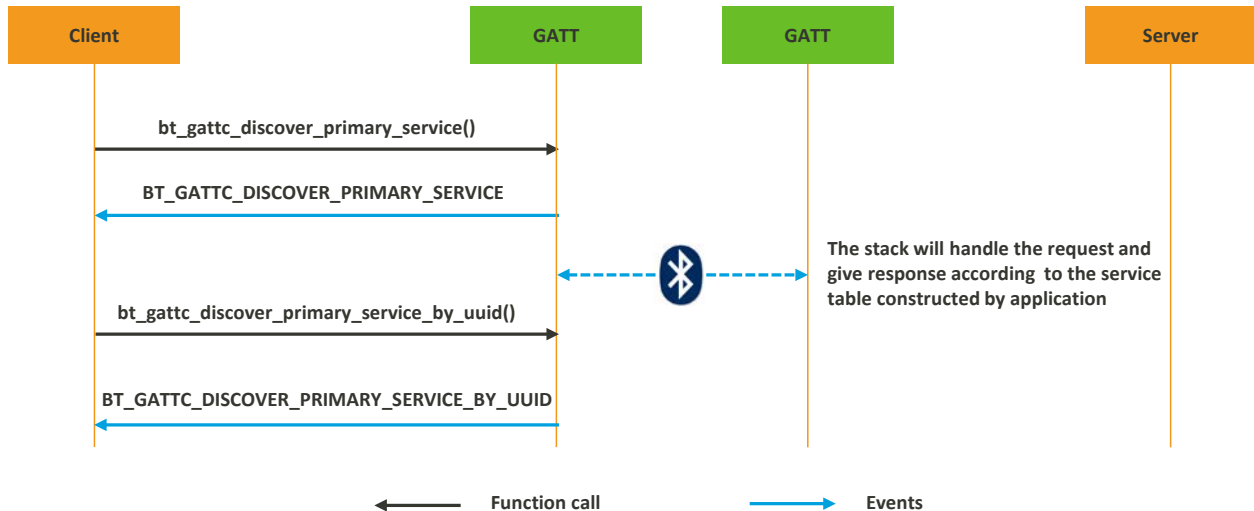 Client
GATT
GATT
Server
bt_gattc_discover_primary_service()
BT_GATTC_DISCOVER_PRIMARY_SERVICE
The stack will handle the request and
give response according to the service
table constructed by application
bt_gattc_discover_primary_service_by_uuid()
BT_GATTC_DISCOVER_PRIMARY_SERVICE_BY_UUID
Function call
Events